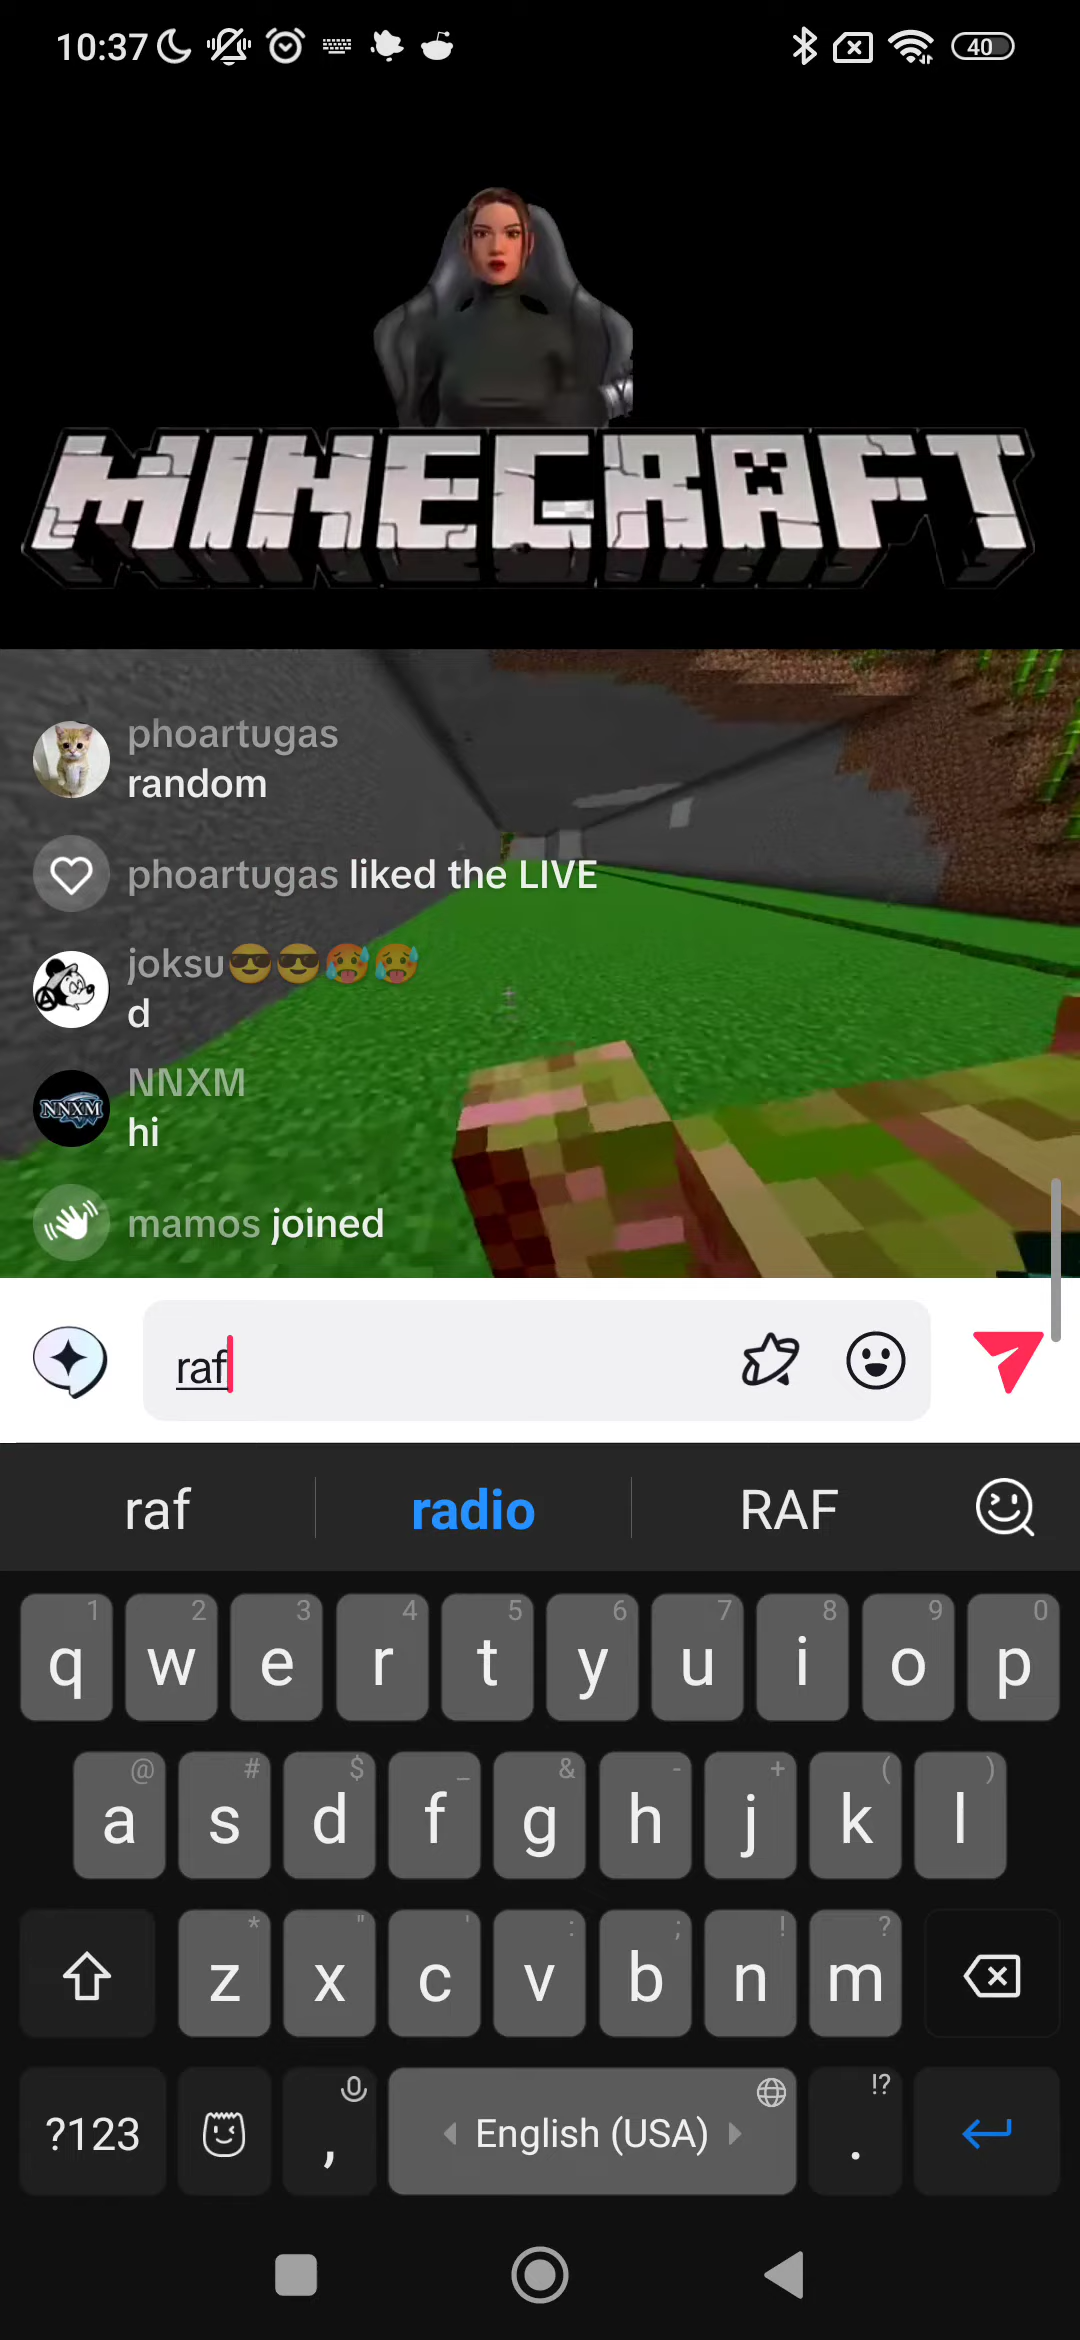 10:37
40
MINECRAFT
phoartugas
random
phoartugas liked the LIVE
joksu😎😎🥵🥵
d
NNXM
NNXM
hi
mamos joined
raf
raf radio RAF
1 2 3 4 5 6 7 8 9 0
q w e r t y u i o p
@ # $ _ & - + ( )
a s d f g h j k l
* " ' : ; ! ?
z x c v b n m
!?
?123 , English (USA) .